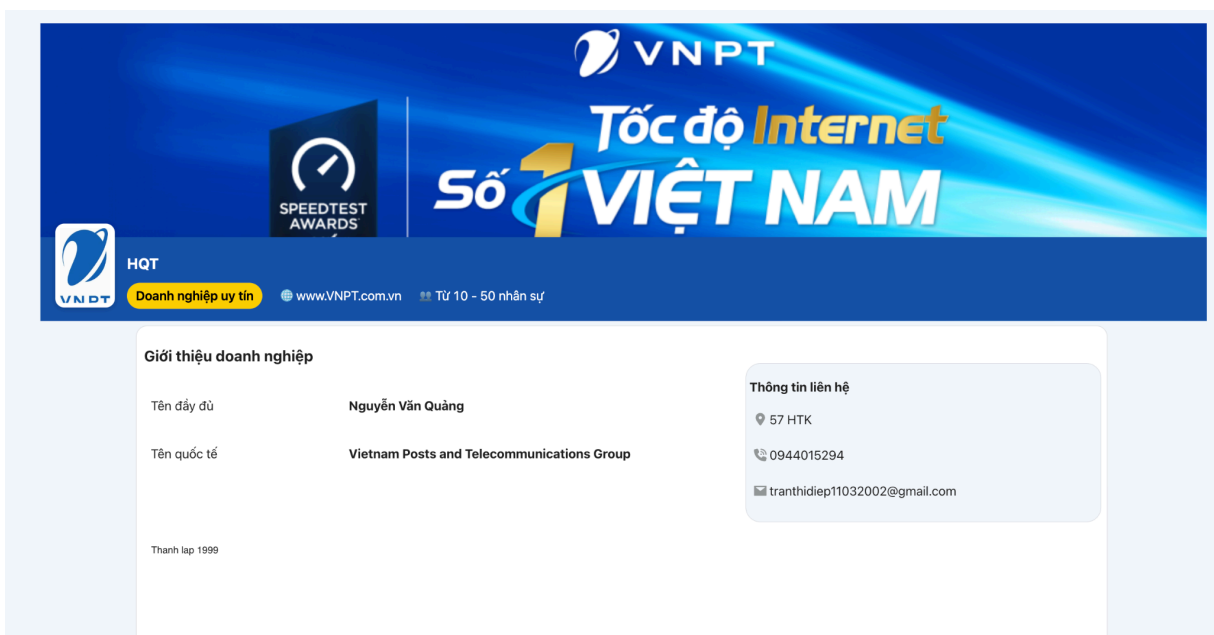 VNPT
Tốc độ Internet
Số 1 VIỆT NAM
SPEEDTEST
AWARDS
VNPT
HQT
Doanh nghiệp uy tín
www.VNPT.com.vn
Từ 10 - 50 nhân sự
Giới thiệu doanh nghiệp
Tên đầy đủ Nguyễn Văn Quảng
Tên quốc tế Vietnam Posts and Telecommunications Group
Thông tin liên hệ
57 HTK
0944015294
tranthidiep11032002@gmail.com
Thanh lap 1999